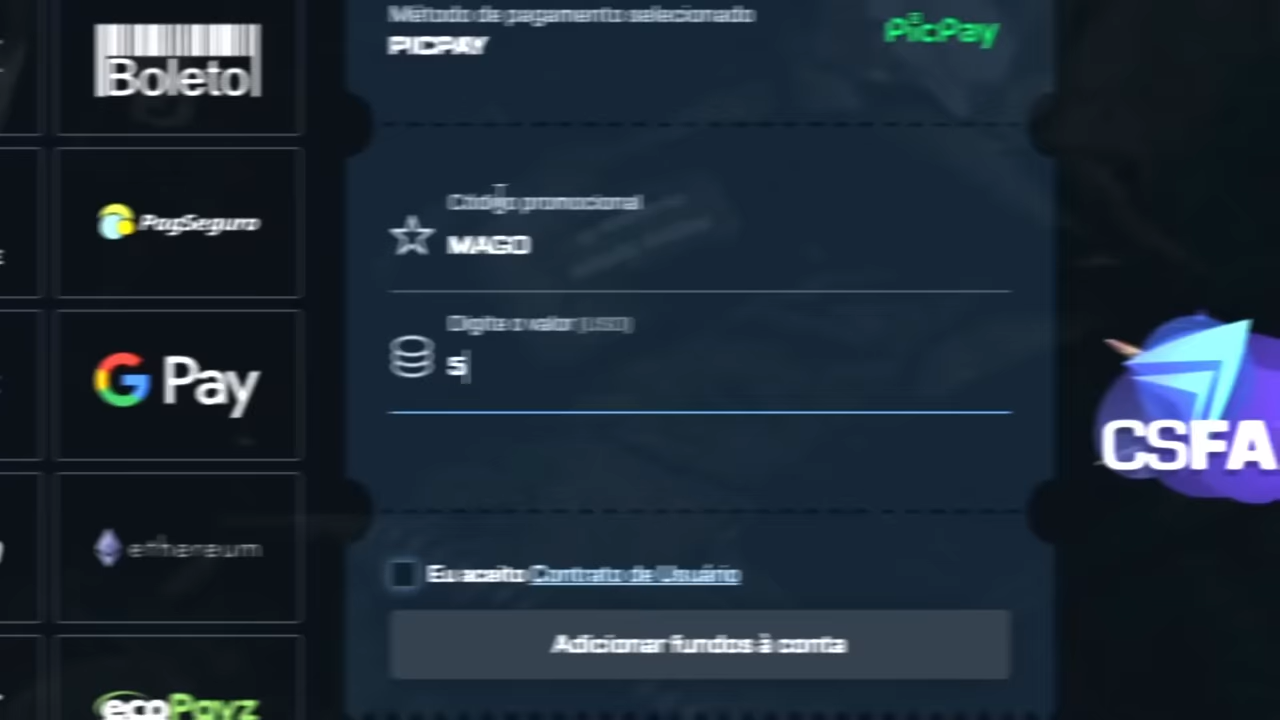 Boleto
PagSeguro
G Pay
ethereum
ecoPayz
Método de pagamento selecionado
PICPAY
PicPay
Código promocional
MAGO
Digite o valor (USD)
5
Eu aceito Contrato de Usuário
Adicionar fundos à conta
CSFA